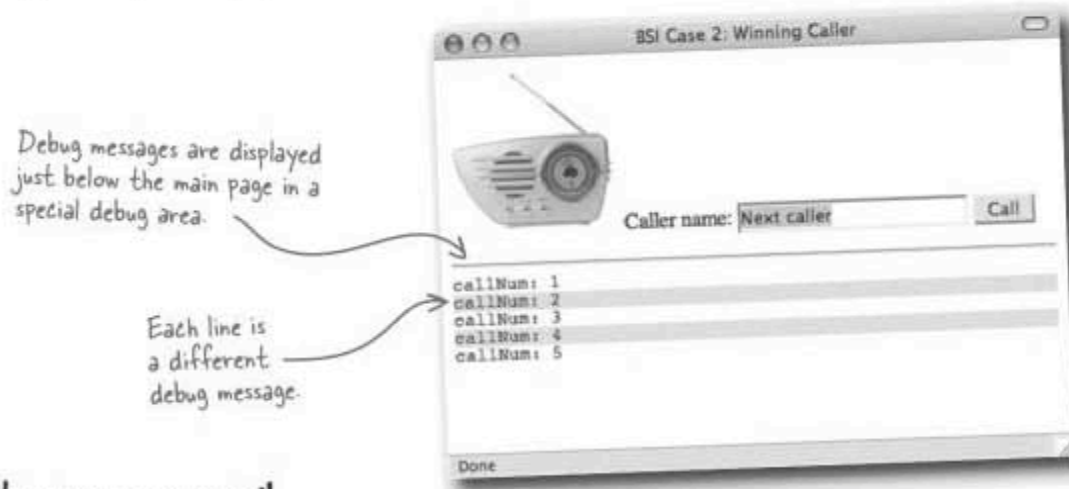 BSI Case 2: Winning Caller
Debug messages are displayed
just below the main page in a
special debug area.
Caller name: Next caller Call
callNum: 1
callNum: 2
callNum: 3
callNum: 4
callNum: 5
Each line is
a different
debug message.
Done